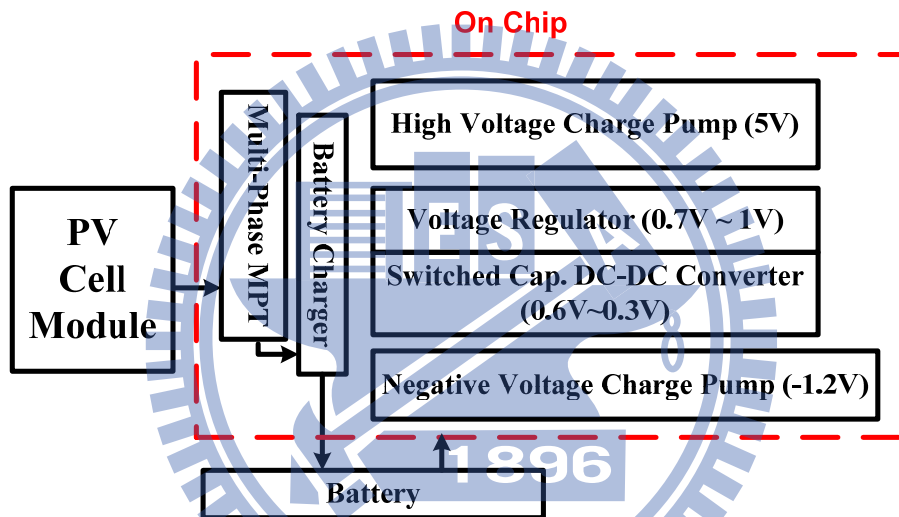 On Chip
PV
Cell
Module
Multi-Phase MPT
Battery Charger
High Voltage Charge Pump (5V)
Voltage Regulator (0.7V ~ 1V)
Switched Cap. DC-DC Converter
(0.6V~0.3V)
Negative Voltage Charge Pump (-1.2V)
Battery
ESA
1896